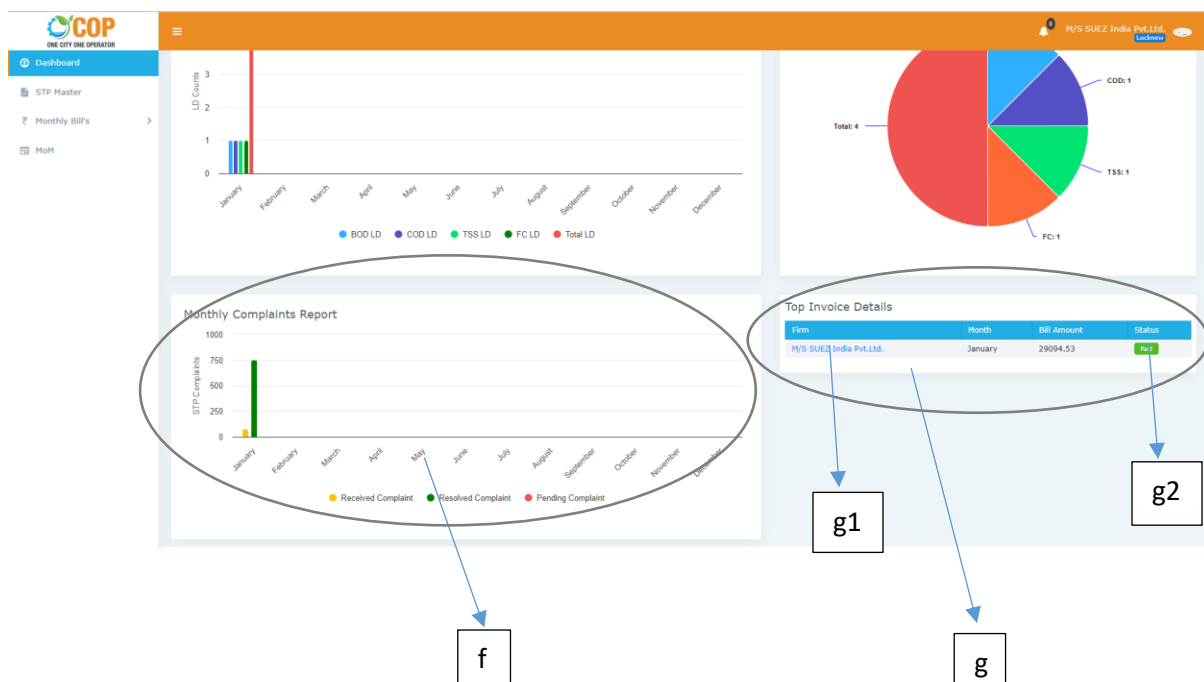 COP
ONE CITY ONE OPERATOR
0
M/S SUEZ India Pvt.Ltd.
Lucknow
Dashboard
STP Master
₹ Monthly Bill's
MoM
LD Counts
3
2
1
0
January
February
March
April
May
June
July
August
September
October
November
December
BOD LD
COD LD
TSS LD
FC LD
Total LD
COD: 1
Total: 4
TSS: 1
FC: 1
Monthly Complaints Report
STP Complaints
1000
750
500
250
0
January
February
March
April
May
June
July
August
September
October
November
December
Received Complaint
Resolved Complaint
Pending Complaint
Top Invoice Details
Firm Month Bill Amount Status
M/S SUEZ India Pvt.Ltd. January 29094.53 Paid
g1
g2
f
g